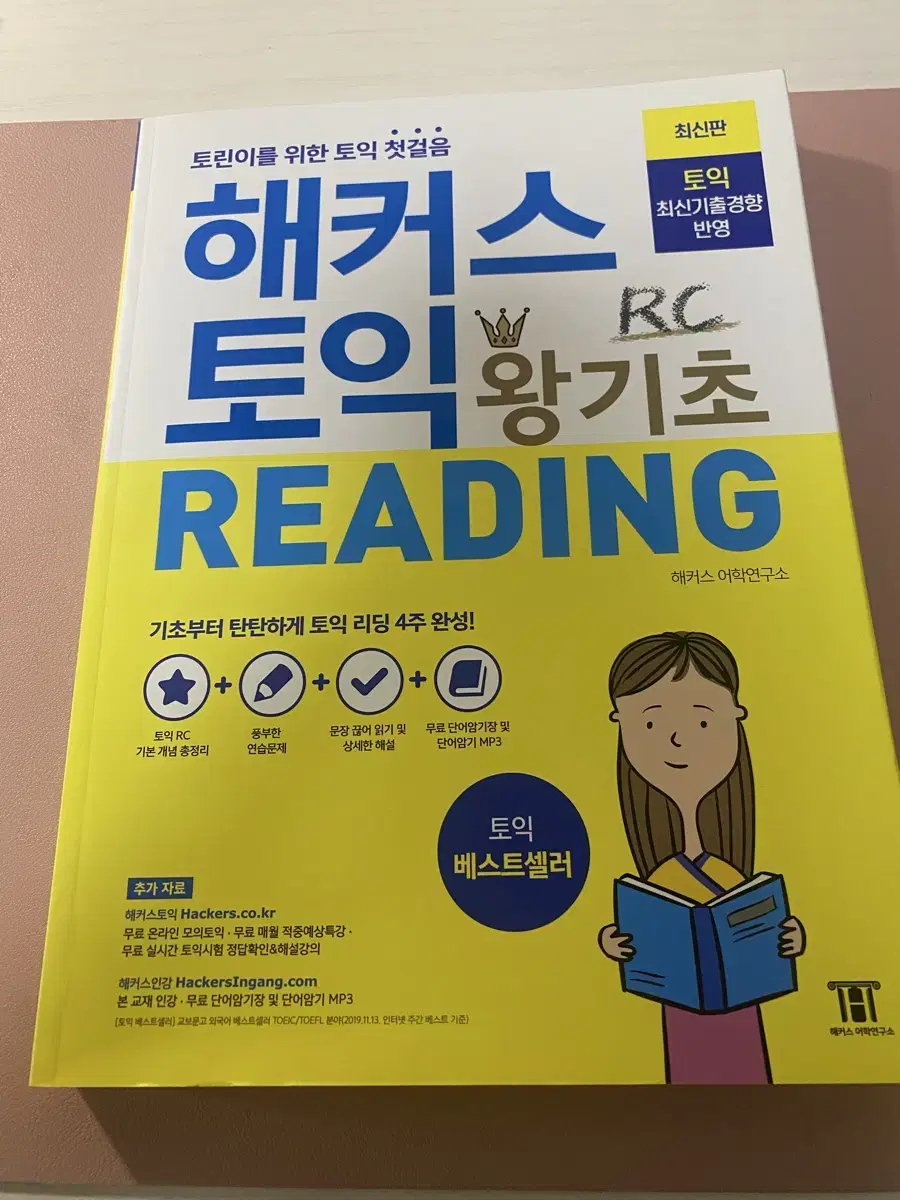 토린이를 위한 토익 첫걸음
최신판
토익
최신기출경향
반영
해커스
토익 왕기초
RC
READING
해커스 어학연구소
기초부터 탄탄하게 토익 리딩 4주 완성!
토익 RC
기본 개념 총정리
+
풍부한
연습문제
+
문장 끊어 읽기 및
상세한 해설
+
무료 단어암기장 및
단어암기 MP3
토익
베스트셀러
추가 자료
해커스토익 Hackers.co.kr
무료 온라인 모의토익 · 무료 매월 적중예상특강 ·
무료 실시간 토익시험 정답확인&해설강의
해커스인강 HackersIngang.com
본 교재 인강 · 무료 단어암기장 및 단어암기 MP3
[토익 베스트셀러] 교보문고 외국어 베스트셀러 TOEIC/TOEFL 분야(2019.11.13. 인터넷 주간 베스트 기준)
해커스 어학연구소